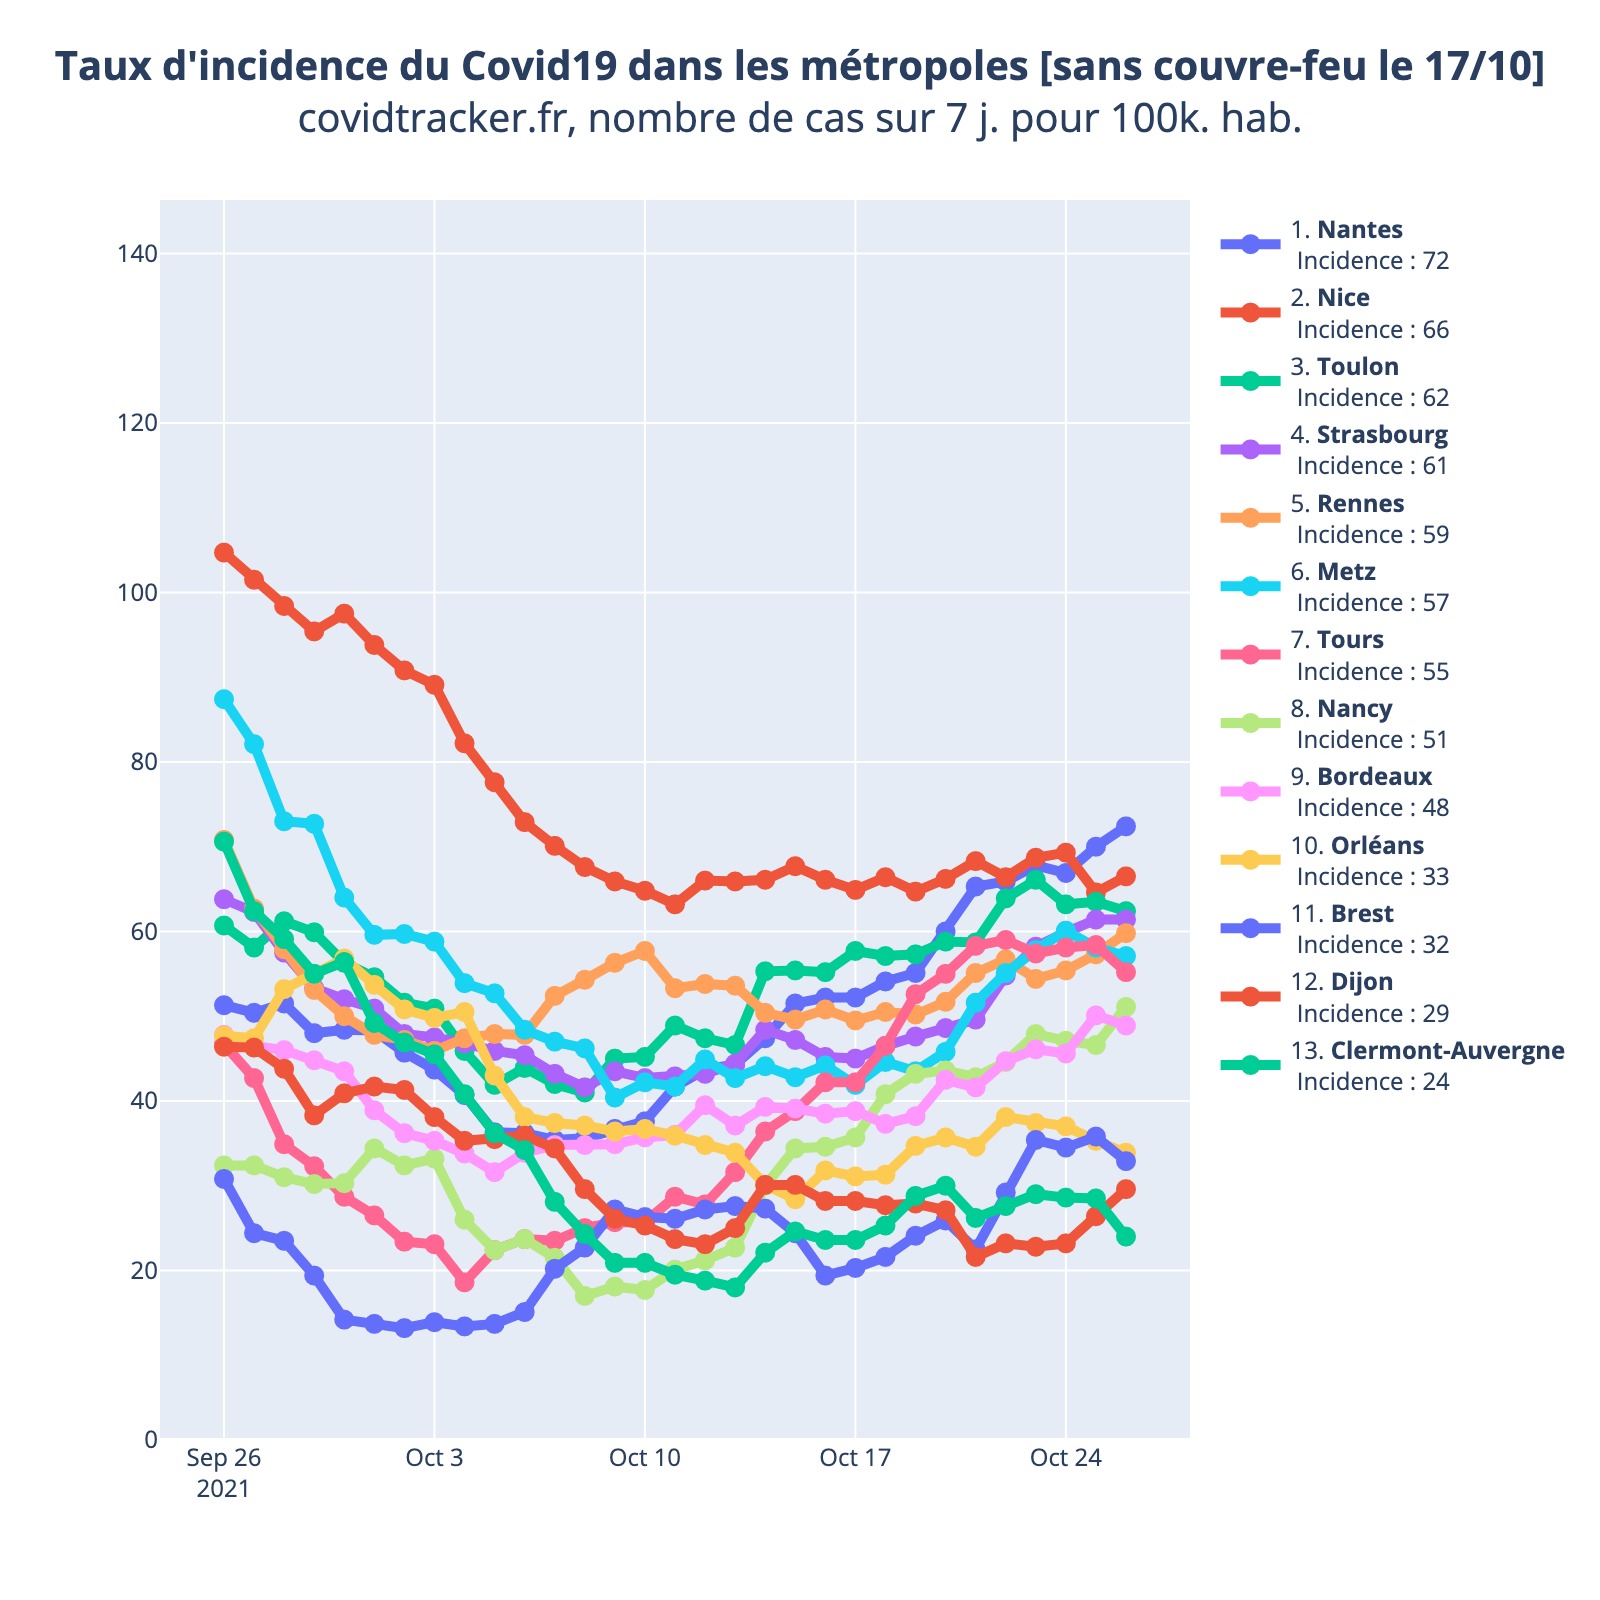 Taux d'incidence du Covid19 dans les métropoles [sans couvre-feu le 17/10]
covidtracker.fr, nombre de cas sur 7 j. pour 100k. hab.
140
120
100
80
60
40
20
0
Sep 26
2021
Oct 3
Oct 10
Oct 17
Oct 24
1. Nantes
Incidence : 72
2. Nice
Incidence : 66
3. Toulon
Incidence : 62
4. Strasbourg
Incidence : 61
5. Rennes
Incidence : 59
6. Metz
Incidence : 57
7. Tours
Incidence : 55
8. Nancy
Incidence : 51
9. Bordeaux
Incidence : 48
10. Orléans
Incidence : 33
11. Brest
Incidence : 32
12. Dijon
Incidence : 29
13. Clermont-Auvergne
Incidence : 24